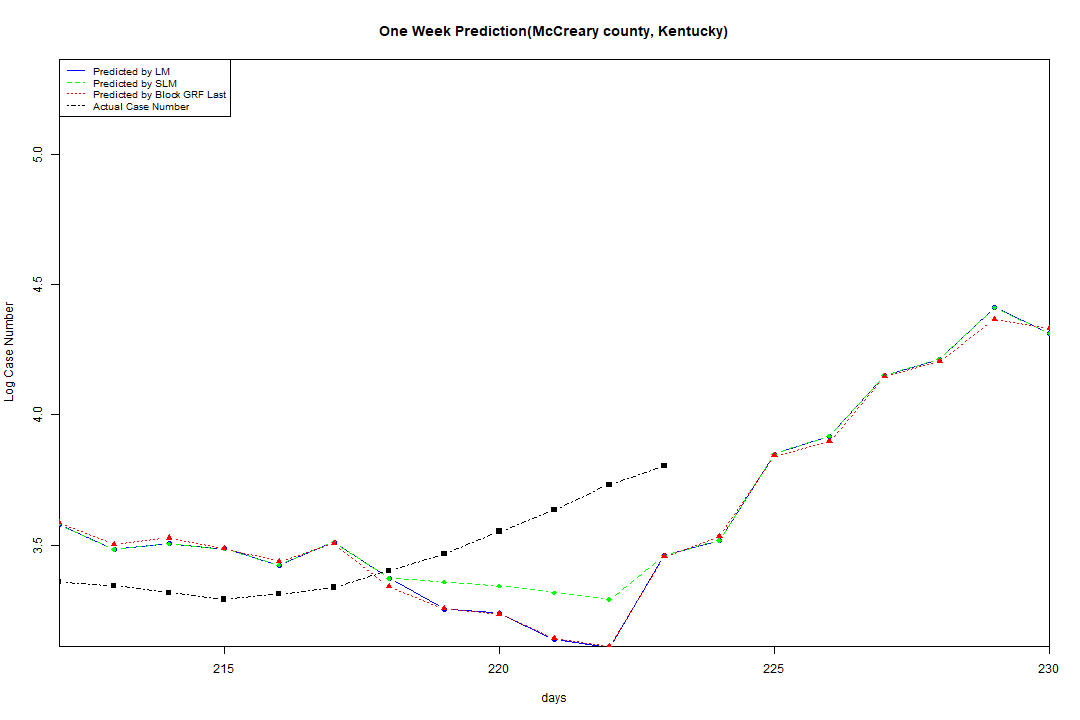 One Week Prediction(McCreary county, Kentucky)
Predicted by LM
Predicted by SLM
Predicted by Block GRF Last
Actual Case Number
5.0
4.5
4.0
3.5
Log Case Number
215 220 225 230
days